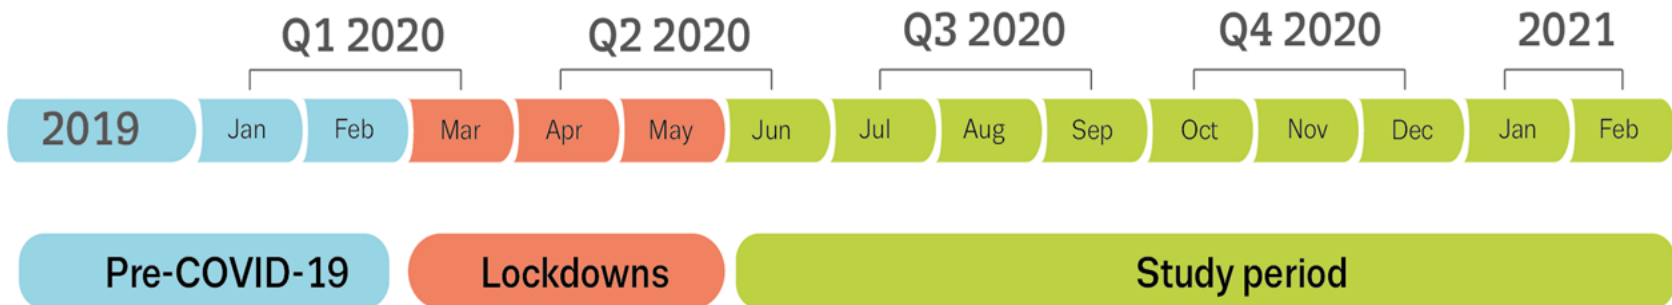 Q1 2020 Q2 2020 Q3 2020 Q4 2020 2021
2019 Jan Feb Mar Apr May Jun Jul Aug Sep Oct Nov Dec Jan Feb
Pre-COVID-19 Lockdowns Study period